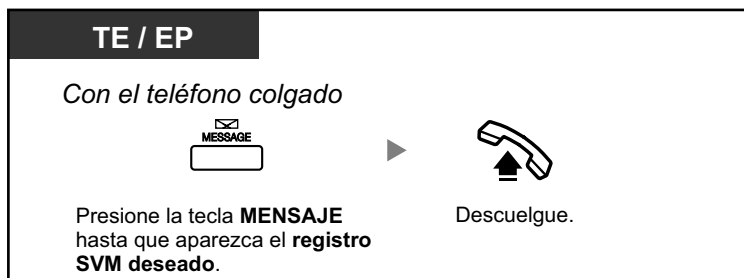 TE / EP
Con el teléfono colgado
MESSAGE
Presione la tecla MENSAJE
hasta que aparezca el registro
SVM deseado.
Descuelgue.